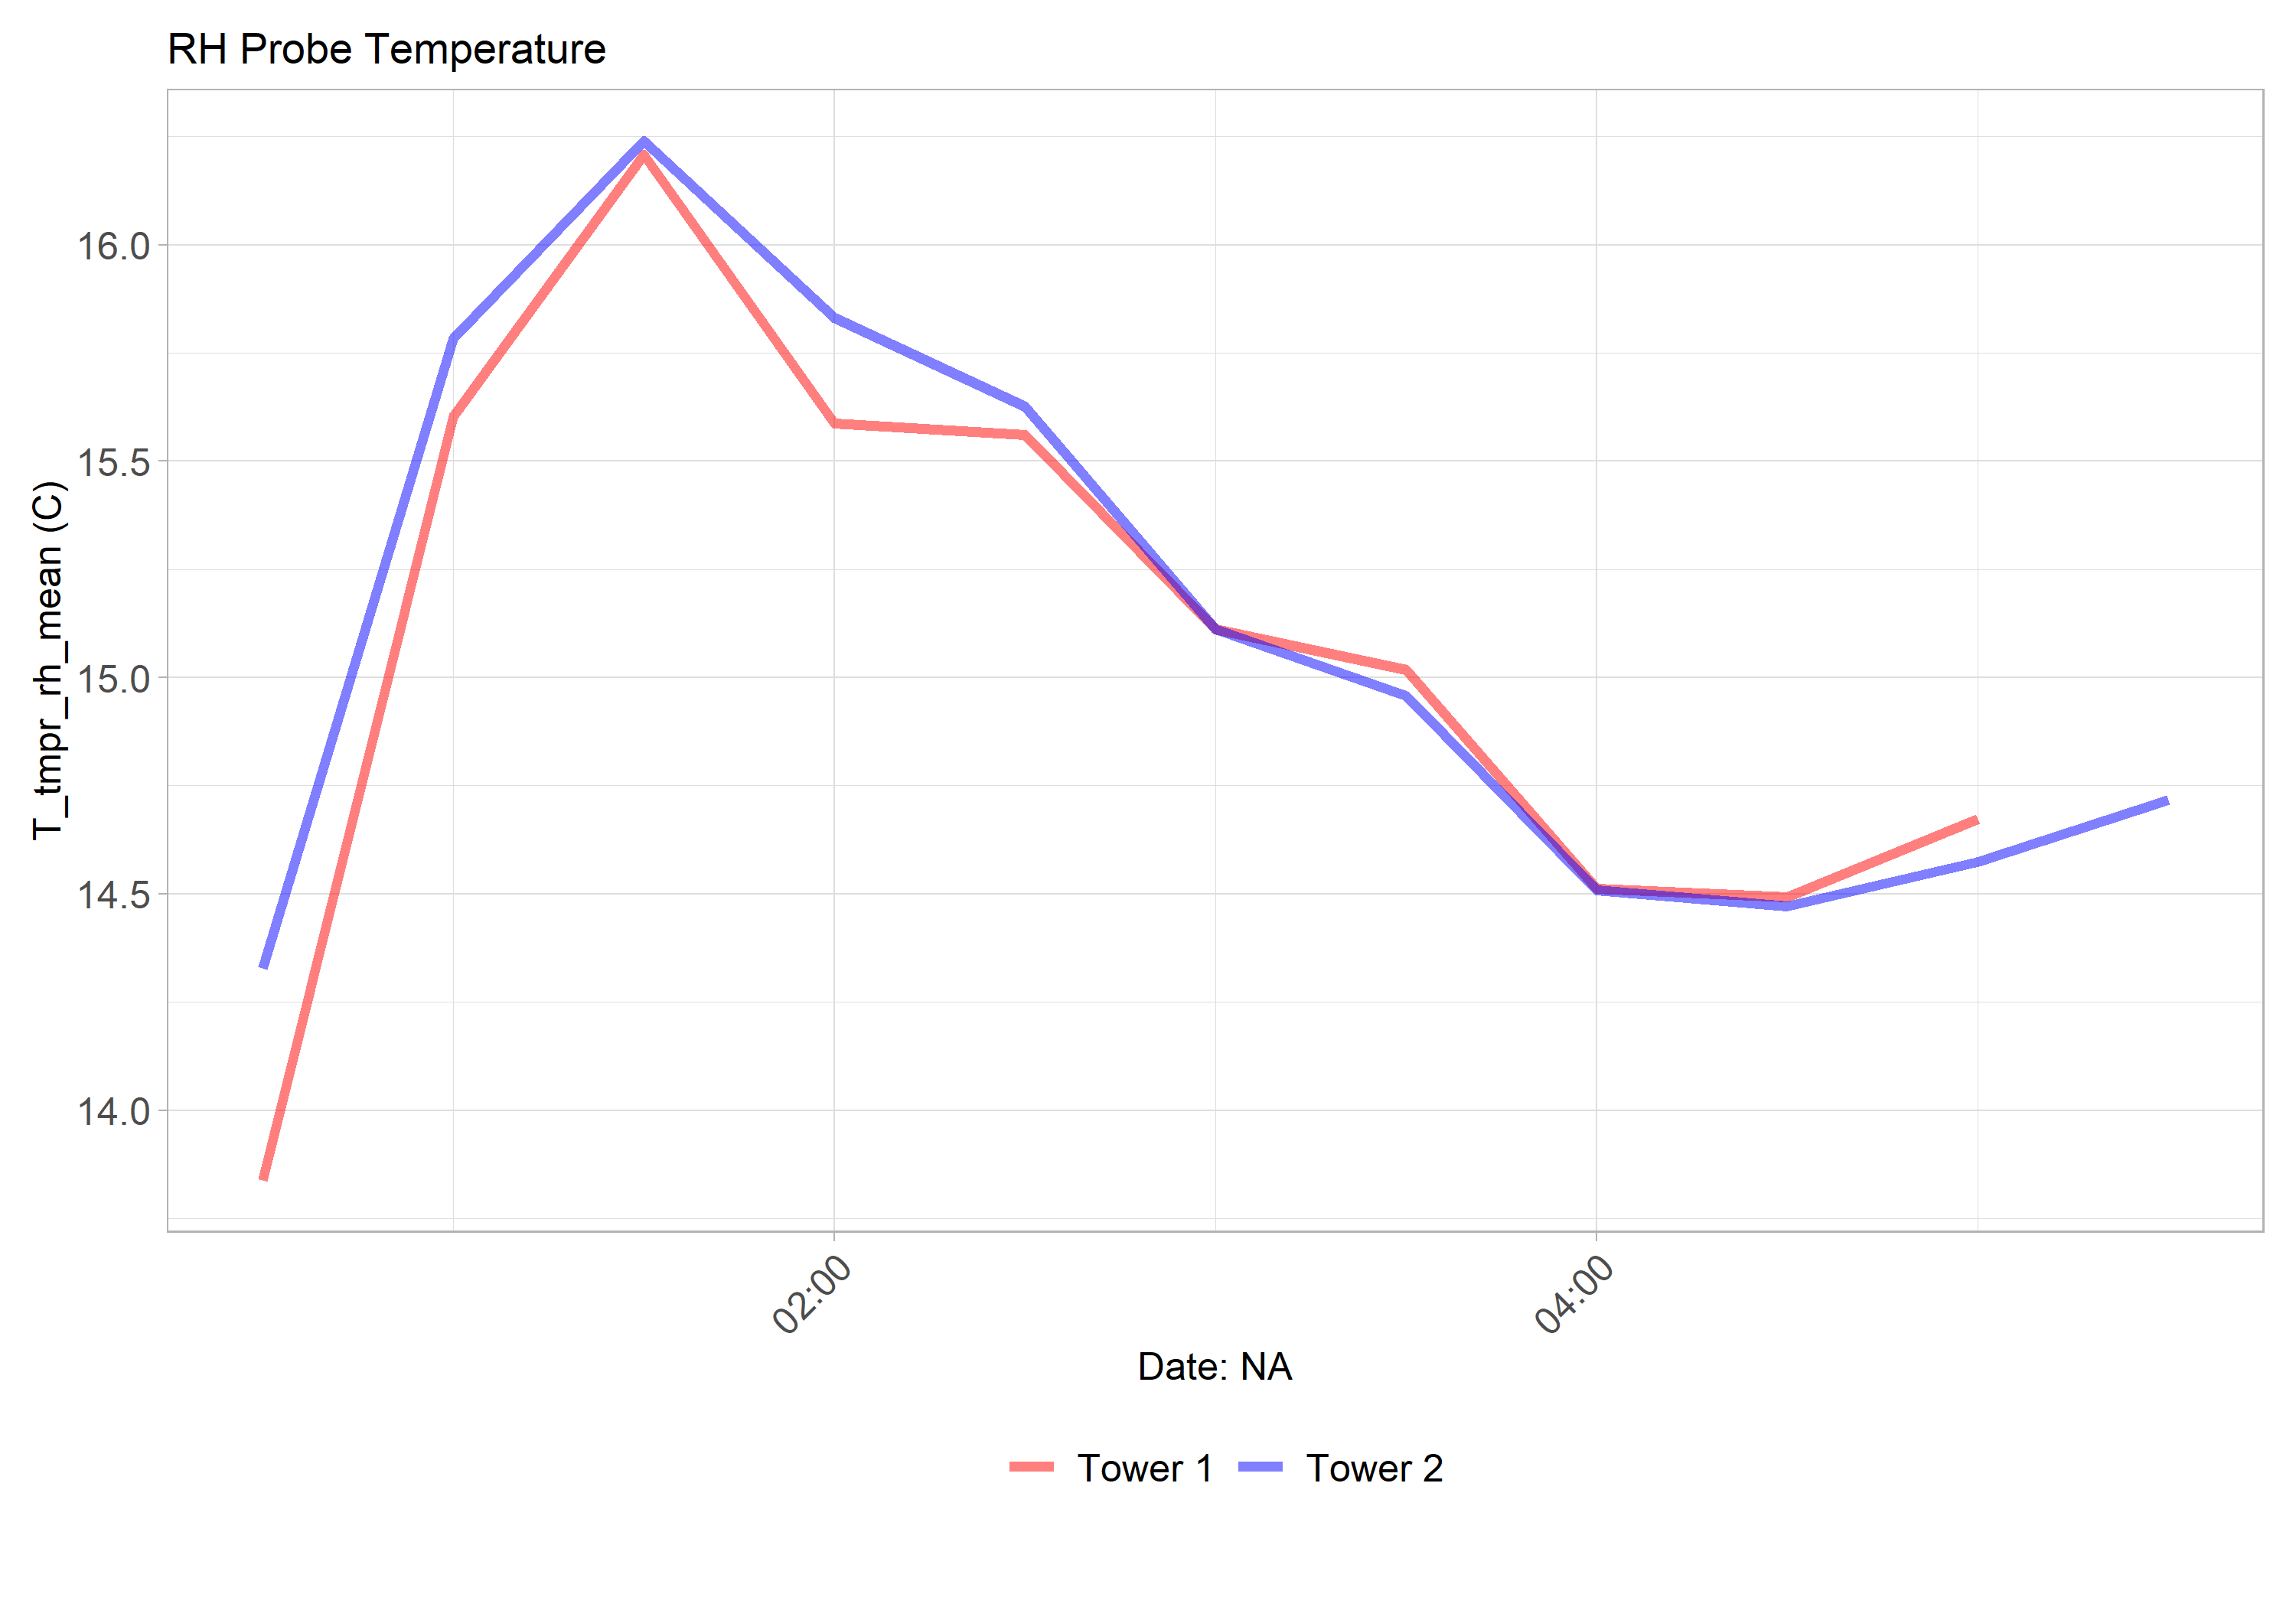 RH Probe Temperature
T_tmpr_rh_mean (C)
16.0
15.5
15.0
14.5
14.0
02:00
04:00
Date: NA
Tower 1
Tower 2